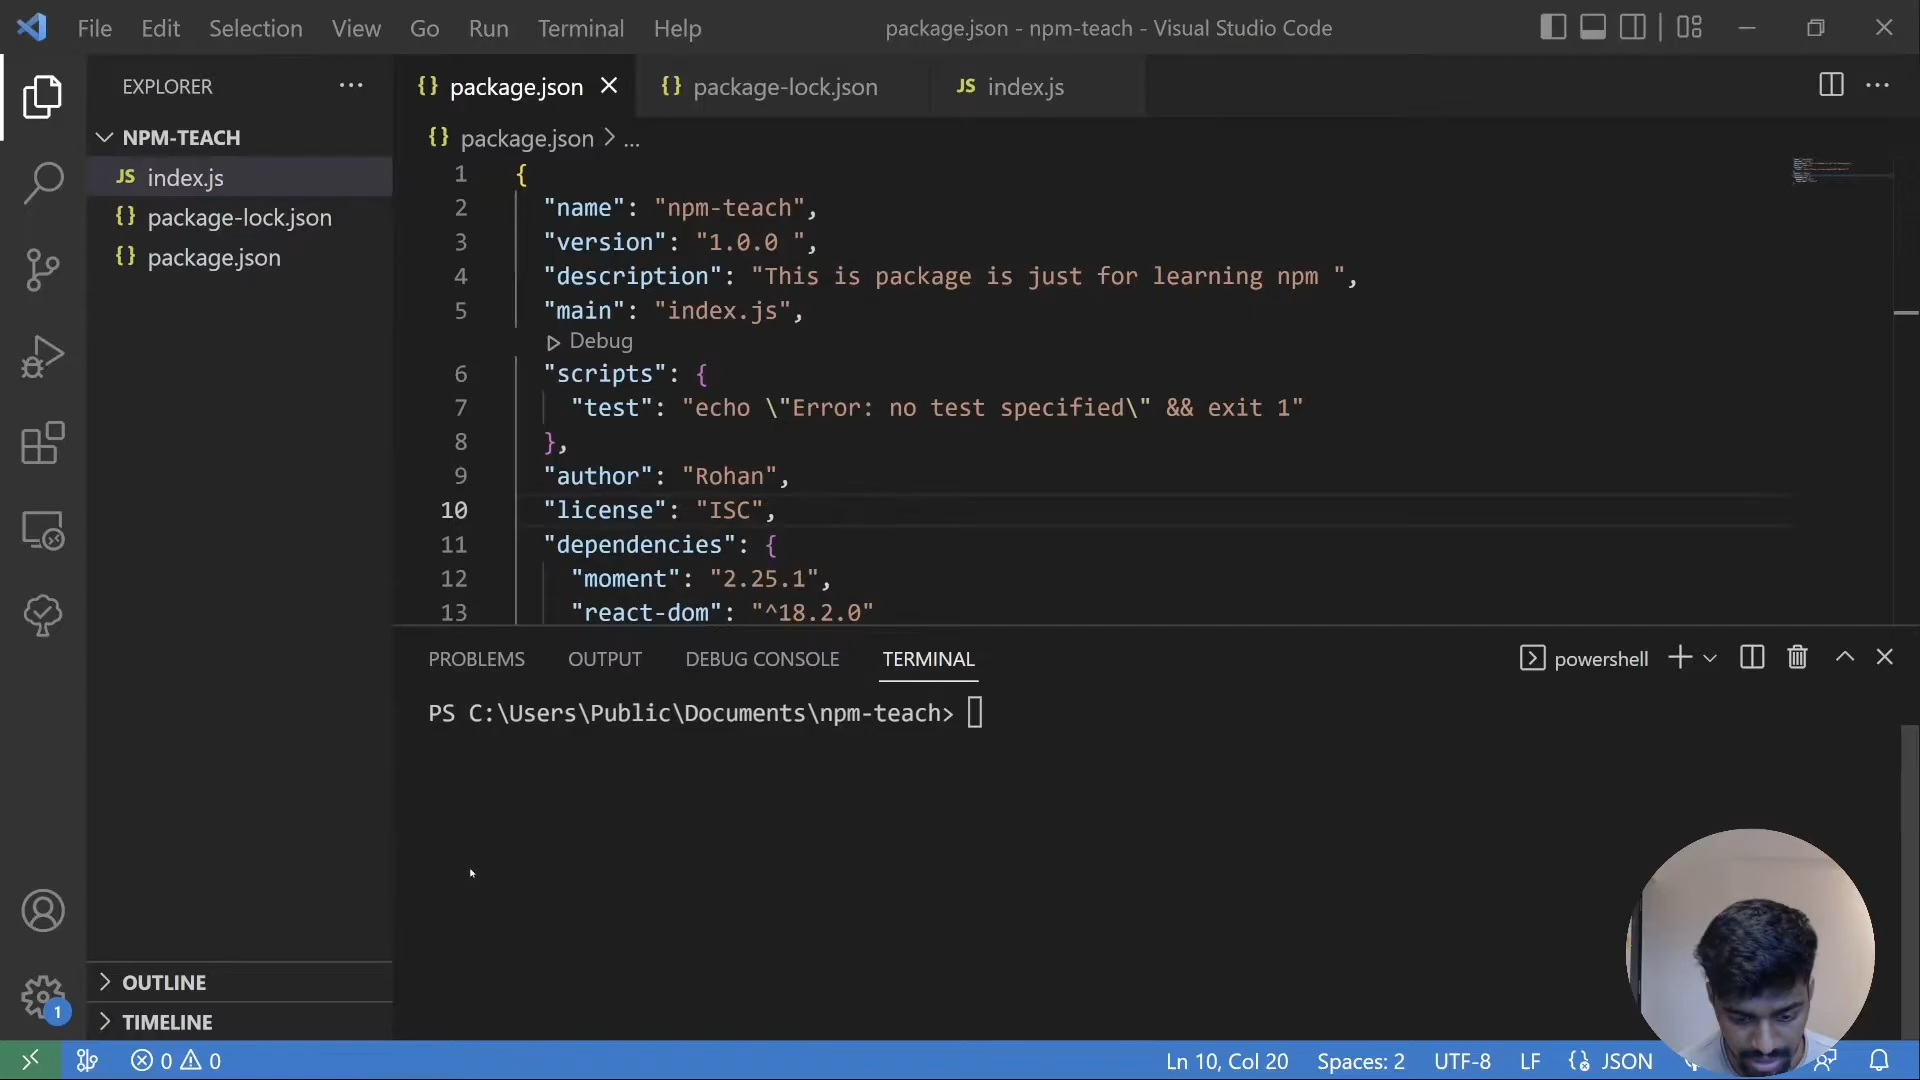 File Edit Selection View Go Run Terminal Help
package.json - npm-teach - Visual Studio Code
EXPLORER
NPM-TEACH
JS index.js
{} package-lock.json
{} package.json
OUTLINE
TIMELINE
1
{} package.json
{} package-lock.json
JS index.js
{} package.json > ...
1 {
2 "name": "npm-teach",
3 "version": "1.0.0 ",
4 "description": "This is package is just for learning npm ",
5 "main": "index.js",
Debug
6 "scripts": {
7 "test": "echo \"Error: no test specified\" && exit 1"
8 },
9 "author": "Rohan",
10 "license": "ISC",
11 "dependencies": {
12 "moment": "2.25.1",
13 "react-dom": "^18.2.0"
PROBLEMS OUTPUT DEBUG CONSOLE TERMINAL
powershell
PS C:\Users\Public\Documents\npm-teach>
0 0
Ln 10, Col 20 Spaces: 2 UTF-8 LF {} JSON